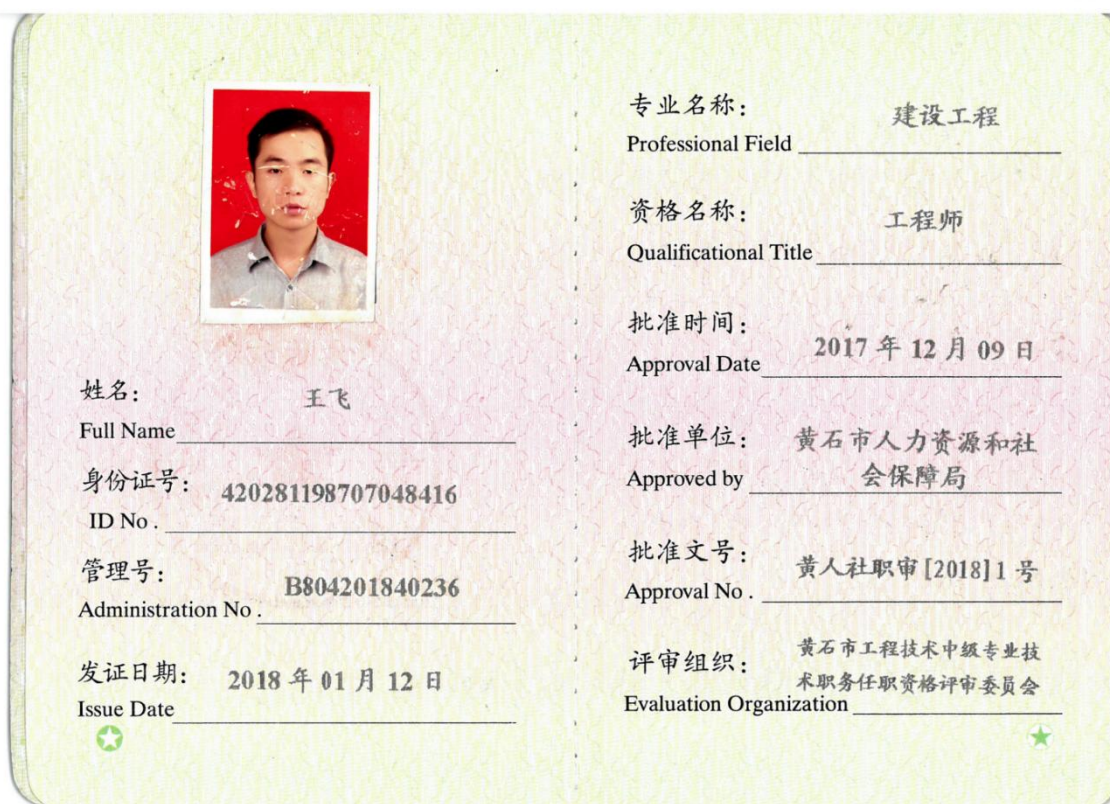 姓名： 王飞
Full Name
身份证号： 420281198707048416
ID No .
管理号： B804201840236
Administration No .
发证日期： 2018 年 01 月 12 日
Issue Date
专业名称： 建设工程
Professional Field
资格名称： 工程师
Qualificational Title
批准时间： 2017 年 12 月 09 日
Approval Date
批准单位： 黄石市人力资源和社
会保障局
Approved by
批准文号： 黄人社职审[2018]1 号
Approval No .
评审组织： 黄石市工程技术中级专业技
术职务任职资格评审委员会
Evaluation Organization